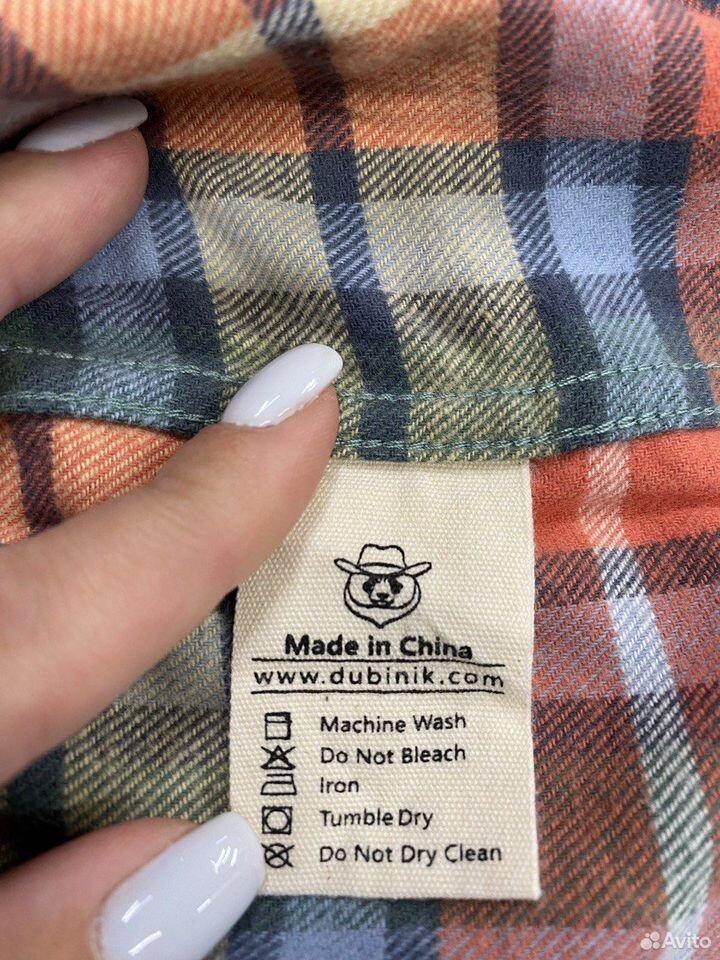 Made in China
www.dubinik.com
Machine Wash
Do Not Bleach
Iron
Tumble Dry
Do Not Dry Clean
Avito